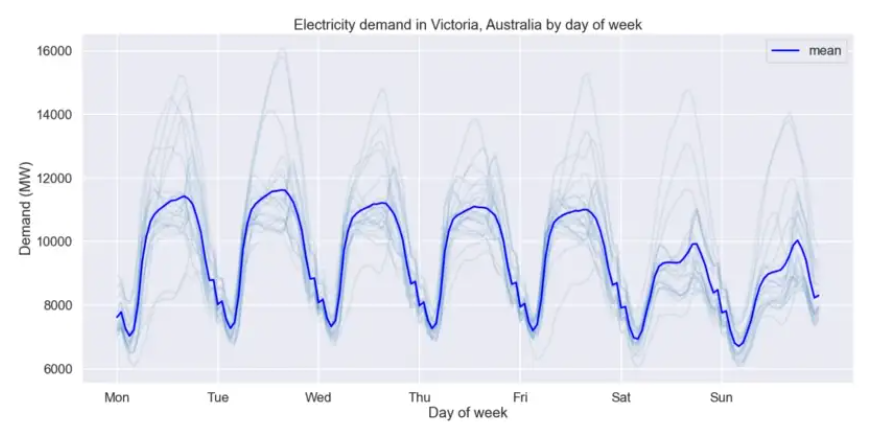 Electricity demand in Victoria, Australia by day of week
mean
16000
14000
12000
10000
8000
6000
Demand (MW)
Mon Tue Wed Thu Fri Sat Sun
Day of week